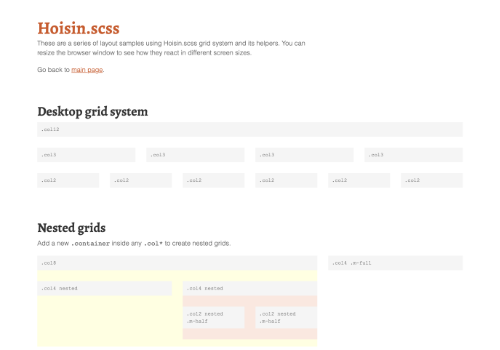 Hoisin.scss
These are a series of layout samples using Hoisin.scss grid system and its helpers. You can
resize the browser window to see how they react in different screen sizes.
Go back to main page.
Desktop grid system
.col12
.col3 .col3 .col3 .col3
.col2 .col2 .col2 .col2 .col2 .col2
Nested grids
Add a new .container inside any .col* to create nested grids.
.col8 .col4 .m-full
.col4 nested .col4 nested
.col2 nested .col2 nested
.m-half .m-half